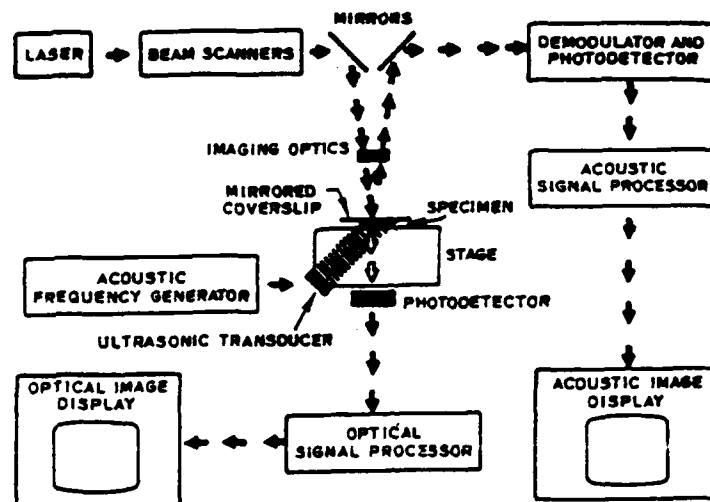 MIRRORS
LASER
BEAM SCANNERS
DEMODULATOR AND
PHOTODETECTOR
IMAGING OPTICS
ACOUSTIC
SIGNAL PROCESSOR
MIRRORED
COVERSLIP
SPECIMEN
STAGE
ACOUSTIC
FREQUENCY GENERATOR
PHOTODETECTOR
ULTRASONIC TRANSDUCER
OPTICAL IMAGE
DISPLAY
OPTICAL
SIGNAL PROCESSOR
ACOUSTIC IMAGE
DISPLAY